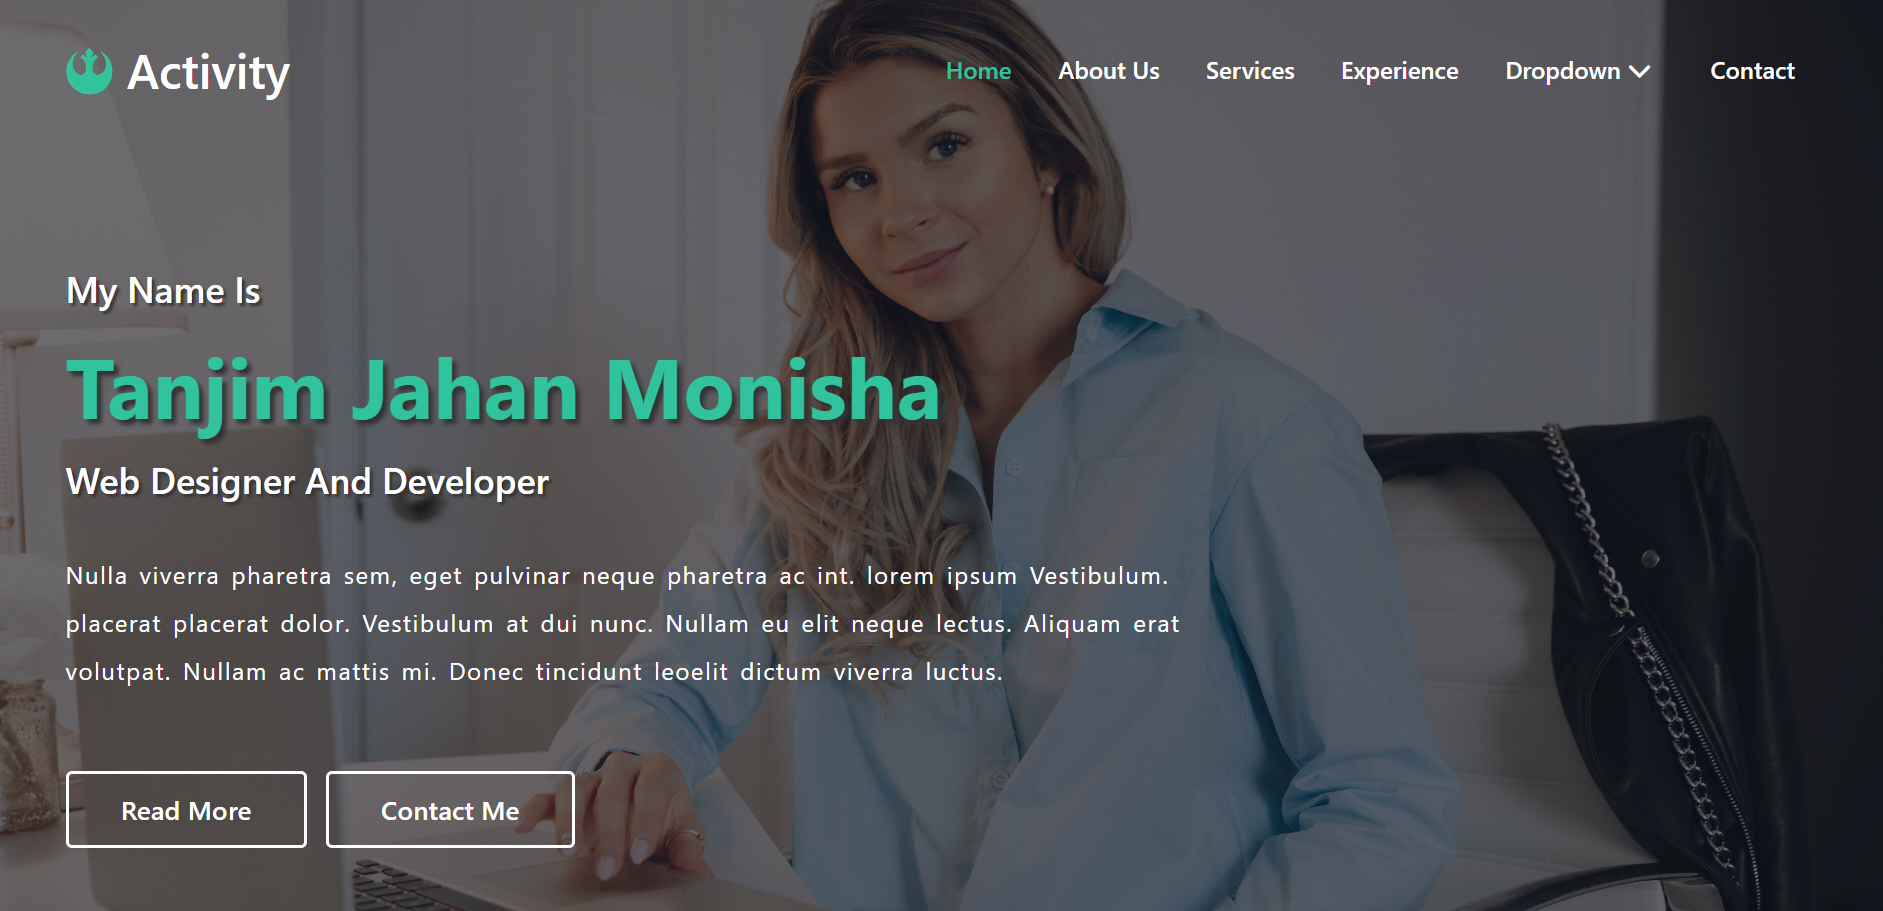 Activity
Home About Us Services Experience Dropdown Contact
My Name Is
Tanjim Jahan Monisha
Web Designer And Developer
Nulla viverra pharetra sem, eget pulvinar neque pharetra ac int. lorem ipsum Vestibulum.
placerat placerat dolor. Vestibulum at dui nunc. Nullam eu elit neque lectus. Aliquam erat
volutpat. Nullam ac mattis mi. Donec tincidunt leoelit dictum viverra luctus.
Read More Contact Me